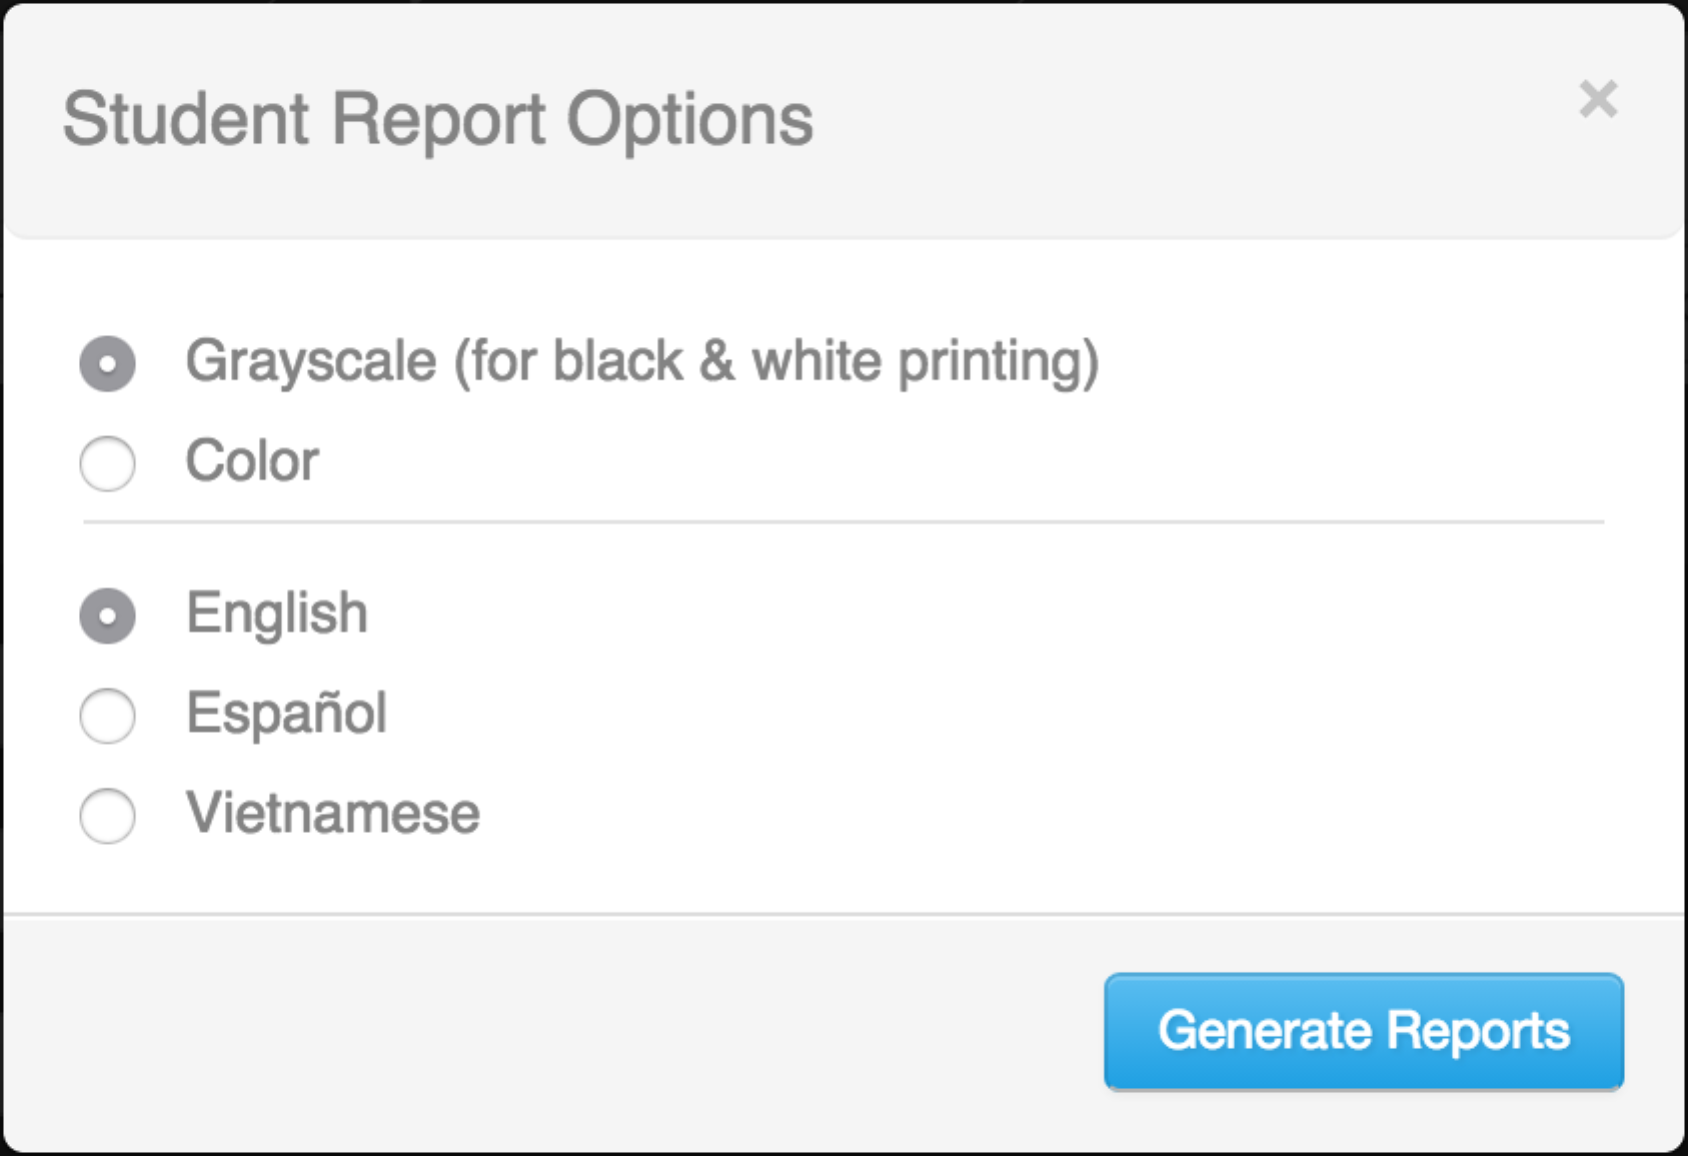 Student Report Options
Grayscale (for black & white printing)
Color
English
Español
Vietnamese
Generate Reports